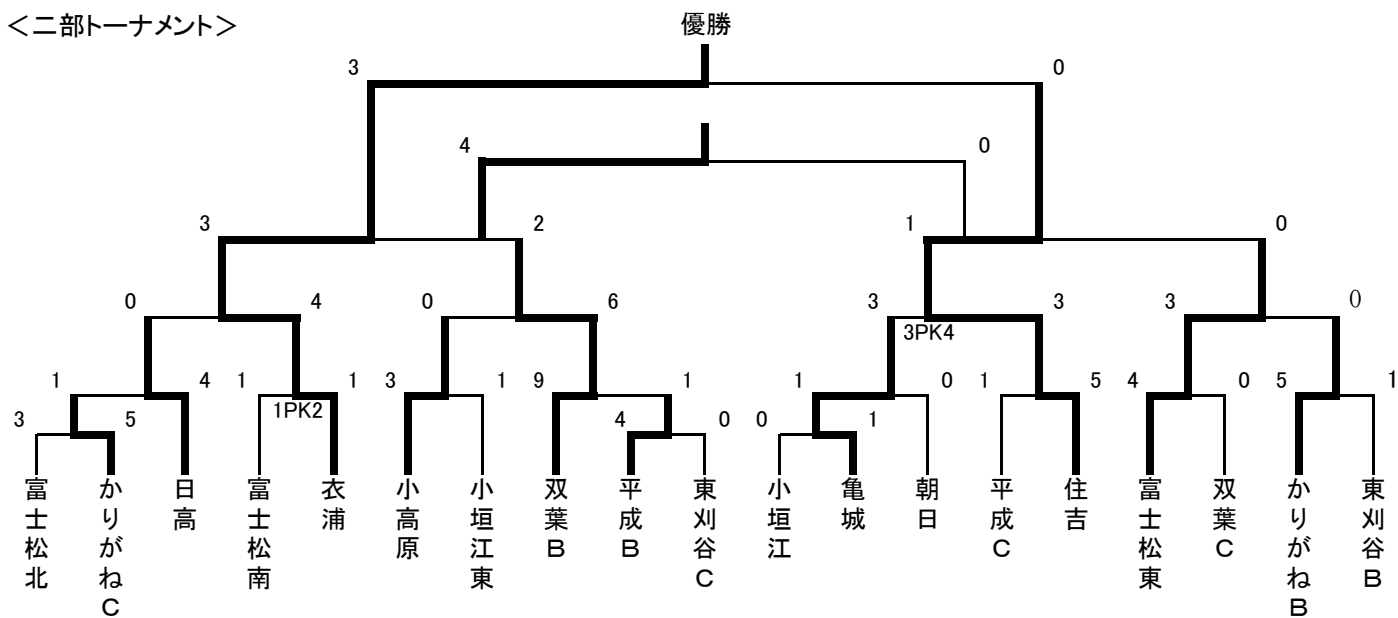 ＜二部トーナメント＞
優勝
3 0
4 0
3 2 1 0
0 4 0 6 3 3 3 0
3PK4
1 4 1 1 3 1 9 1 1 0 1 5 4 0 5 1
1PK2
3 5 4 0 0 1
富士松北
かりがねC
日高
富士松南
衣浦
小高原
小垣江東
双葉B
平成B
東刈谷C
小垣江
亀城
朝日
平成C
住吉
富士松東
双葉C
かりがねB
東刈谷B